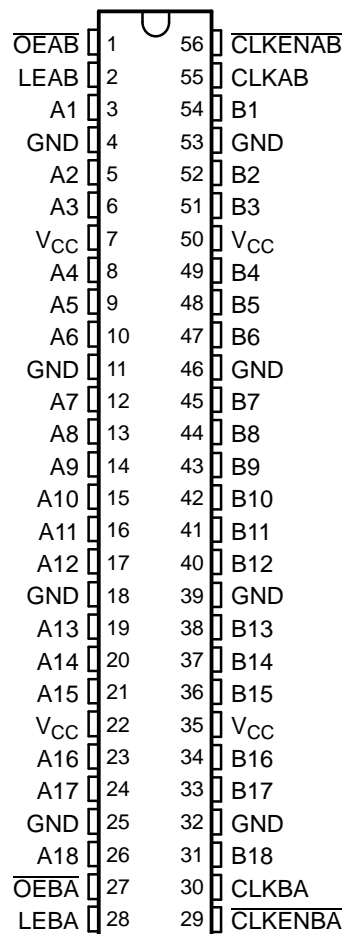 OEAB 1 56 CLKENAB
LEAB 2 55 CLKAB
A1 3 54 B1
GND 4 53 GND
A2 5 52 B2
A3 6 51 B3
VCC 7 50 VCC
A4 8 49 B4
A5 9 48 B5
A6 10 47 B6
GND 11 46 GND
A7 12 45 B7
A8 13 44 B8
A9 14 43 B9
A10 15 42 B10
A11 16 41 B11
A12 17 40 B12
GND 18 39 GND
A13 19 38 B13
A14 20 37 B14
A15 21 36 B15
VCC 22 35 VCC
A16 23 34 B16
A17 24 33 B17
GND 25 32 GND
A18 26 31 B18
OEBA 27 30 CLKBA
LEBA 28 29 CLKENBA